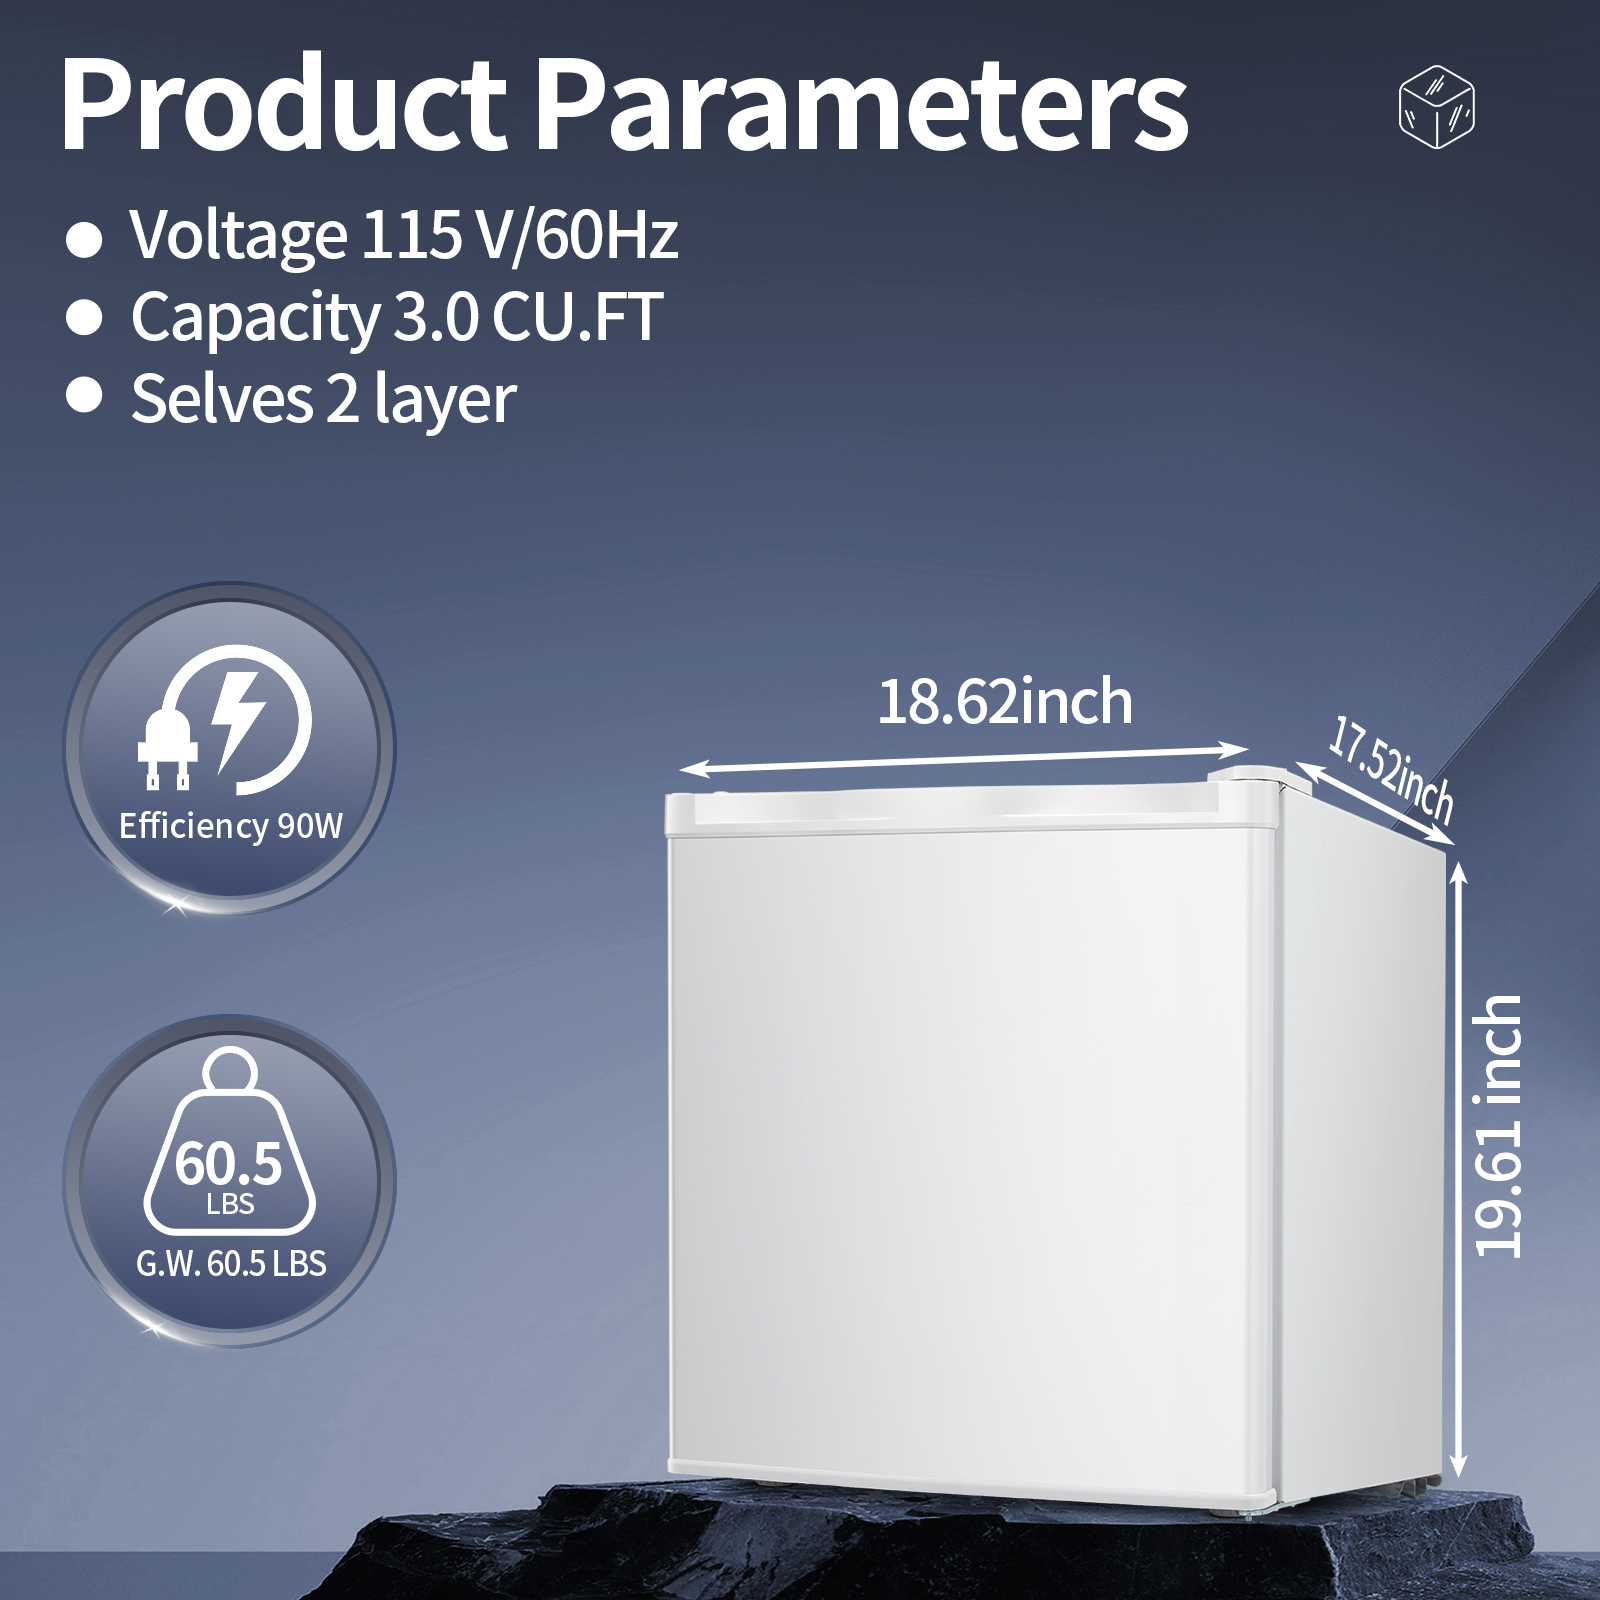 Product Parameters
Voltage 115 V/60Hz
Capacity 3.0 CU.FT
Selves 2 layer
Efficiency 90W
18.62inch
17.52inch
19.61 inch
60.5
LBS
G.W. 60.5 LBS